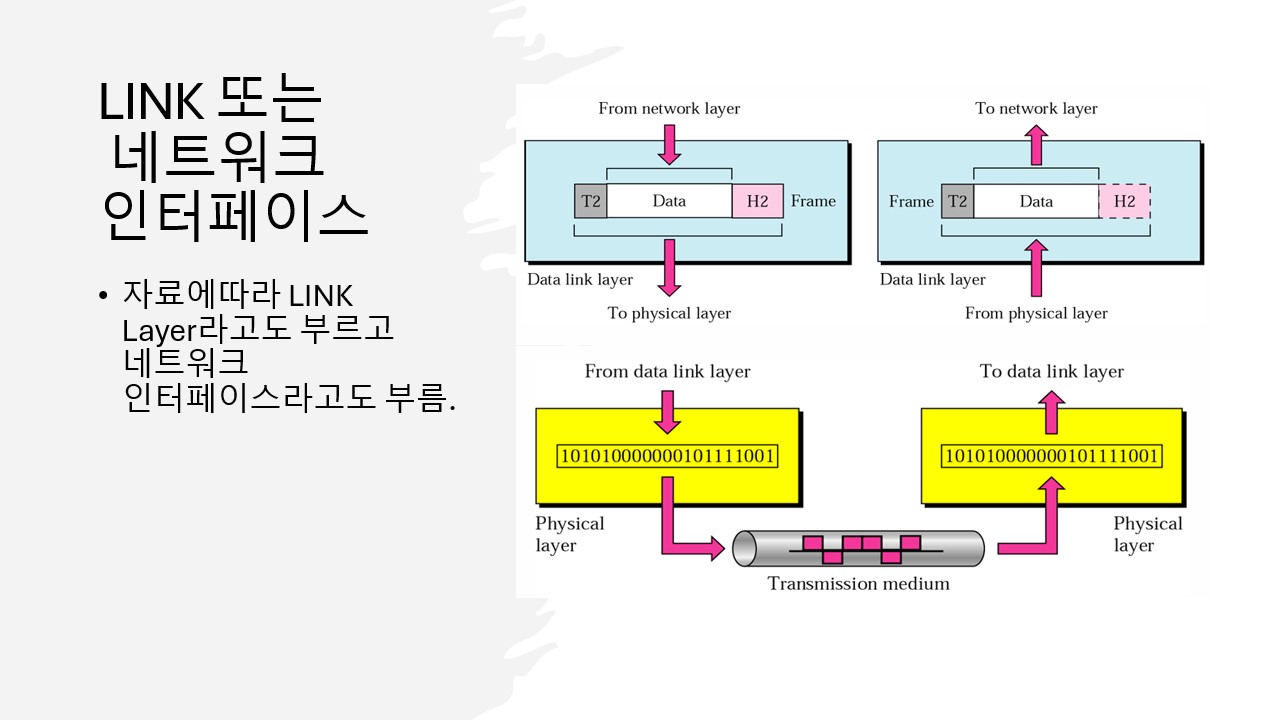 LINK 또는
네트워크
인터페이스
• 자료에따라 LINK
Layer라고도 부르고
네트워크
인터페이스라고도 부름.
From network layer
T2 Data H2 Frame
Data link layer
To physical layer
To network layer
Frame T2 Data H2
Data link layer
From physical layer
From data link layer
101010000000101111001
Physical
layer
To data link layer
101010000000101111001
Physical
layer
Transmission medium